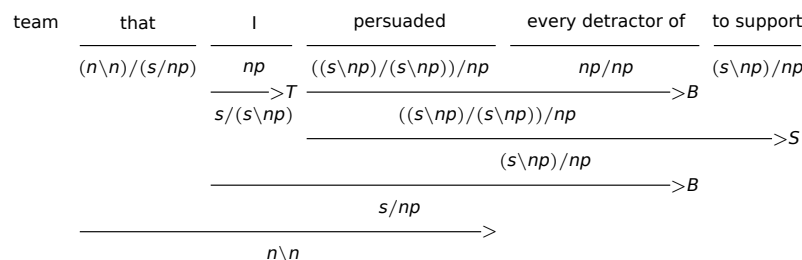 team that I persuaded every detractor of to support
(n\n)/(s/np) np ((s\np)/(s\np))/np np/np (s\np)/np
>T >B
s/(s\np) ((s\np)/(s\np))/np
>S
(s\np)/np
>B
s/np
>
n\n